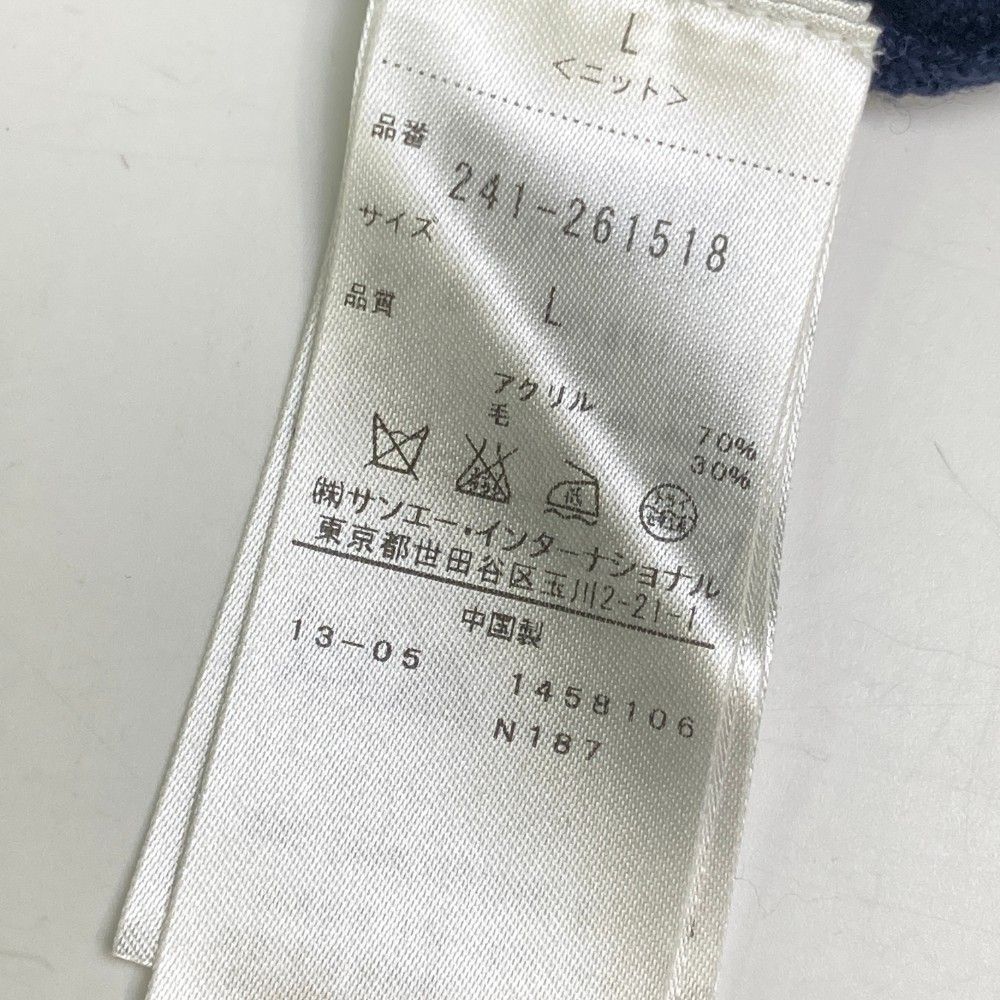 L
<ニット>
品番
241-261518
サイズ
L
品質
アクリル 70%
毛 30%
低
(株)サンエー・インターナショナル
東京都世田谷区玉川2-21-1
中国製
13-05
1458106
N187